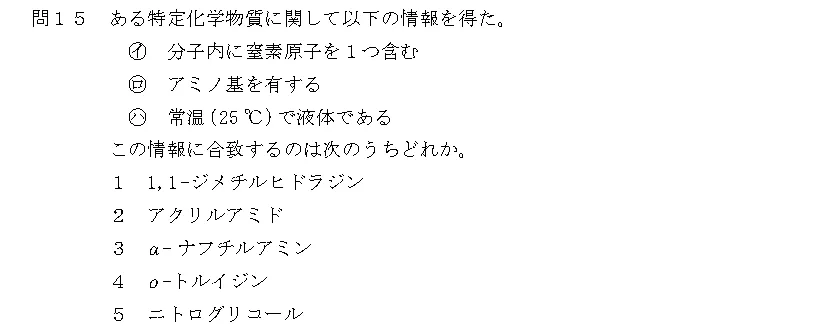 問15 ある特定化学物質に関して以下の情報を得た。
㋑ 分子内に窒素原子を1つ含む
㋺ アミノ基を有する
㋩ 常温(25 ℃)で液体である
この情報に合致するのは次のうちどれか。
1 1,1-ジメチルヒドラジン
2 アクリルアミド
3 α-ナフチルアミン
4 o-トルイジン
5 ニトログリコール